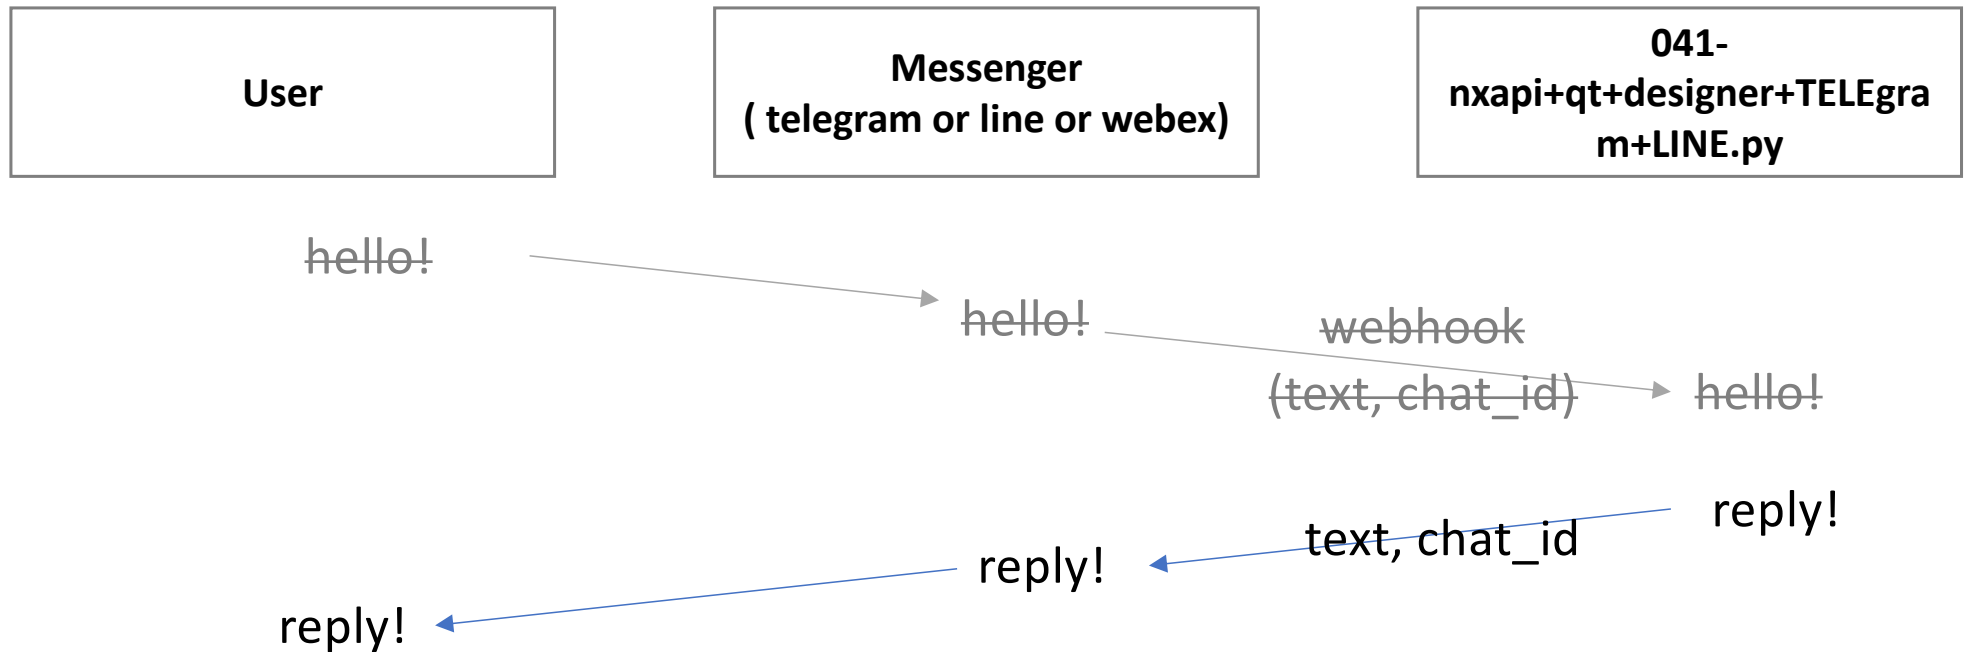 User
Messenger
( telegram or line or webex)
041-
nxapi+qt+designer+TELEgra
m+LINE.py
hello!
hello!
webhook
(text, chat_id)
hello!
reply!
text, chat_id
reply!
reply!